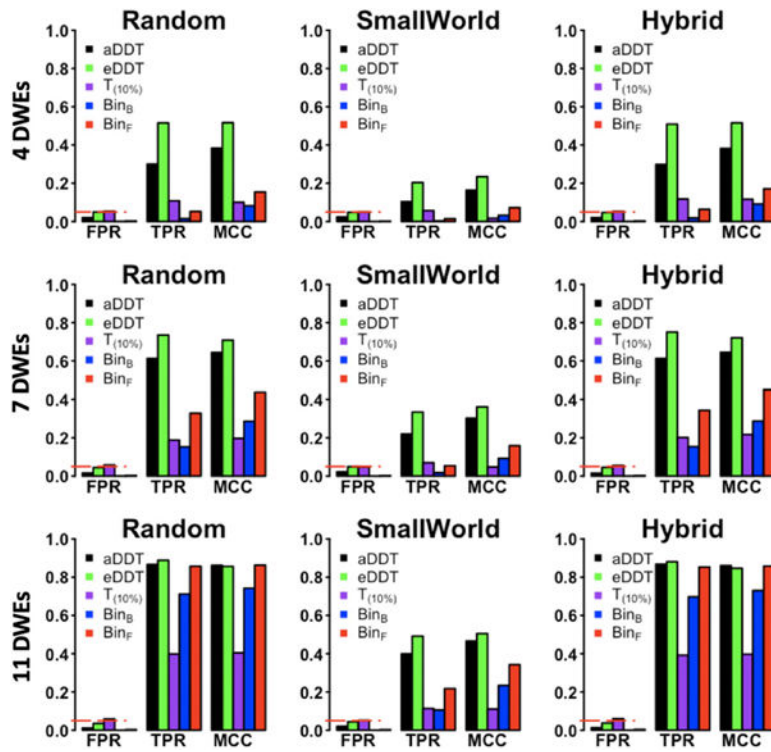 Random
SmallWorld
Hybrid
4 DWEs
1.0
0.8
0.6
0.4
0.2
0.0
aDDT
eDDT
T(10%)
BinB
BinF
FPR TPR MCC
1.0
0.8
0.6
0.4
0.2
0.0
aDDT
eDDT
T(10%)
BinB
BinF
FPR TPR MCC
1.0
0.8
0.6
0.4
0.2
0.0
aDDT
eDDT
T(10%)
BinB
BinF
FPR TPR MCC
Random
SmallWorld
Hybrid
7 DWEs
1.0
0.8
0.6
0.4
0.2
0.0
aDDT
eDDT
T(10%)
BinB
BinF
FPR TPR MCC
1.0
0.8
0.6
0.4
0.2
0.0
aDDT
eDDT
T(10%)
BinB
BinF
FPR TPR MCC
1.0
0.8
0.6
0.4
0.2
0.0
aDDT
eDDT
T(10%)
BinB
BinF
FPR TPR MCC
Random
SmallWorld
Hybrid
11 DWEs
1.0
0.8
0.6
0.4
0.2
0.0
aDDT
eDDT
T(10%)
BinB
BinF
FPR TPR MCC
1.0
0.8
0.6
0.4
0.2
0.0
aDDT
eDDT
T(10%)
BinB
BinF
FPR TPR MCC
1.0
0.8
0.6
0.4
0.2
0.0
aDDT
eDDT
T(10%)
BinB
BinF
FPR TPR MCC